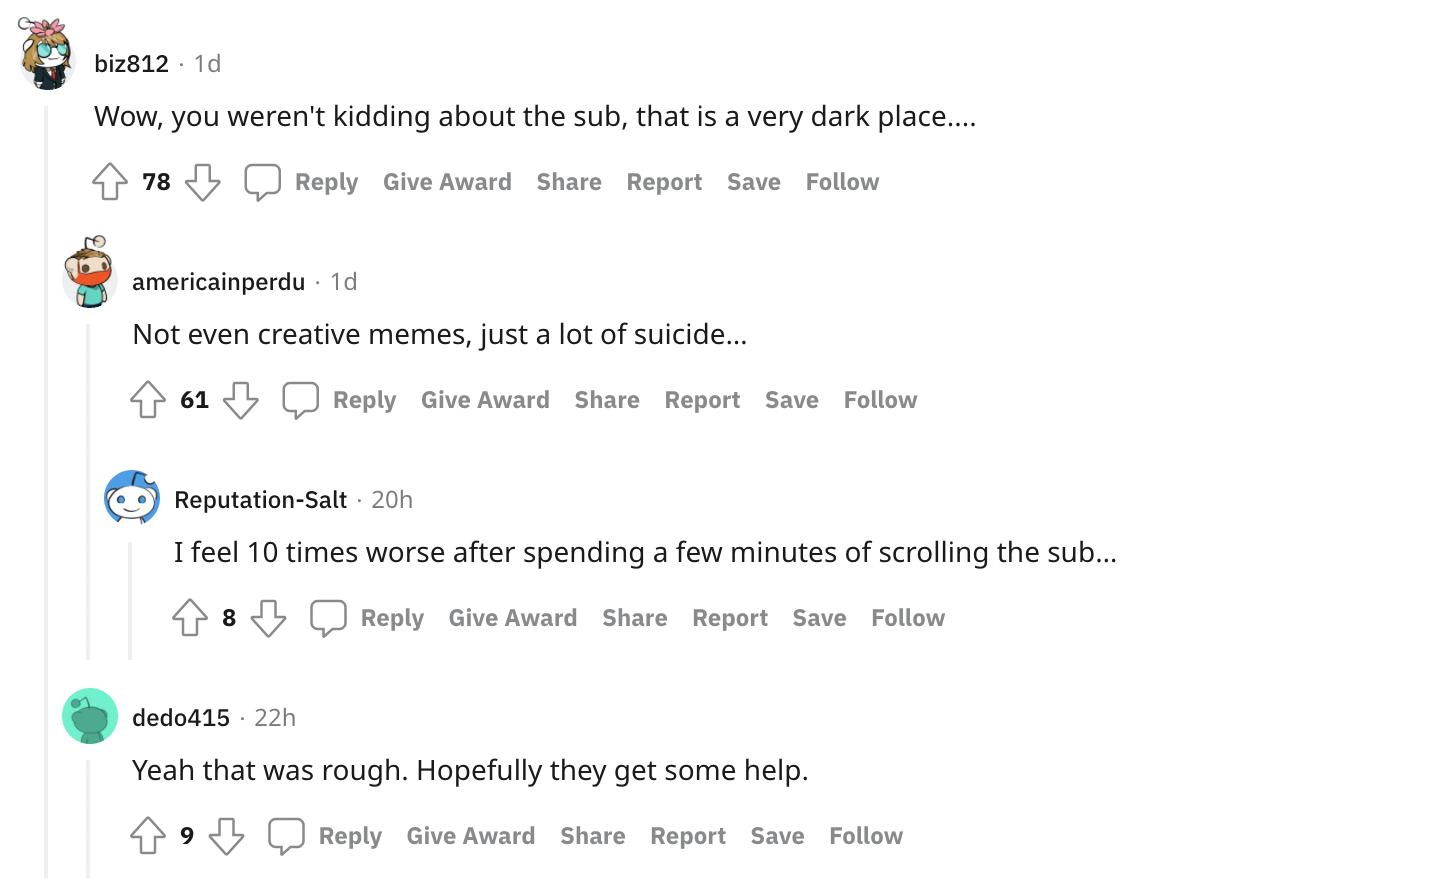 biz812 · 1d
Wow, you weren't kidding about the sub, that is a very dark place....
78 Reply Give Award Share Report Save Follow
americainperdu · 1d
Not even creative memes, just a lot of suicide...
61 Reply Give Award Share Report Save Follow
Reputation-Salt · 20h
I feel 10 times worse after spending a few minutes of scrolling the sub...
8 Reply Give Award Share Report Save Follow
dedo415 · 22h
Yeah that was rough. Hopefully they get some help.
9 Reply Give Award Share Report Save Follow